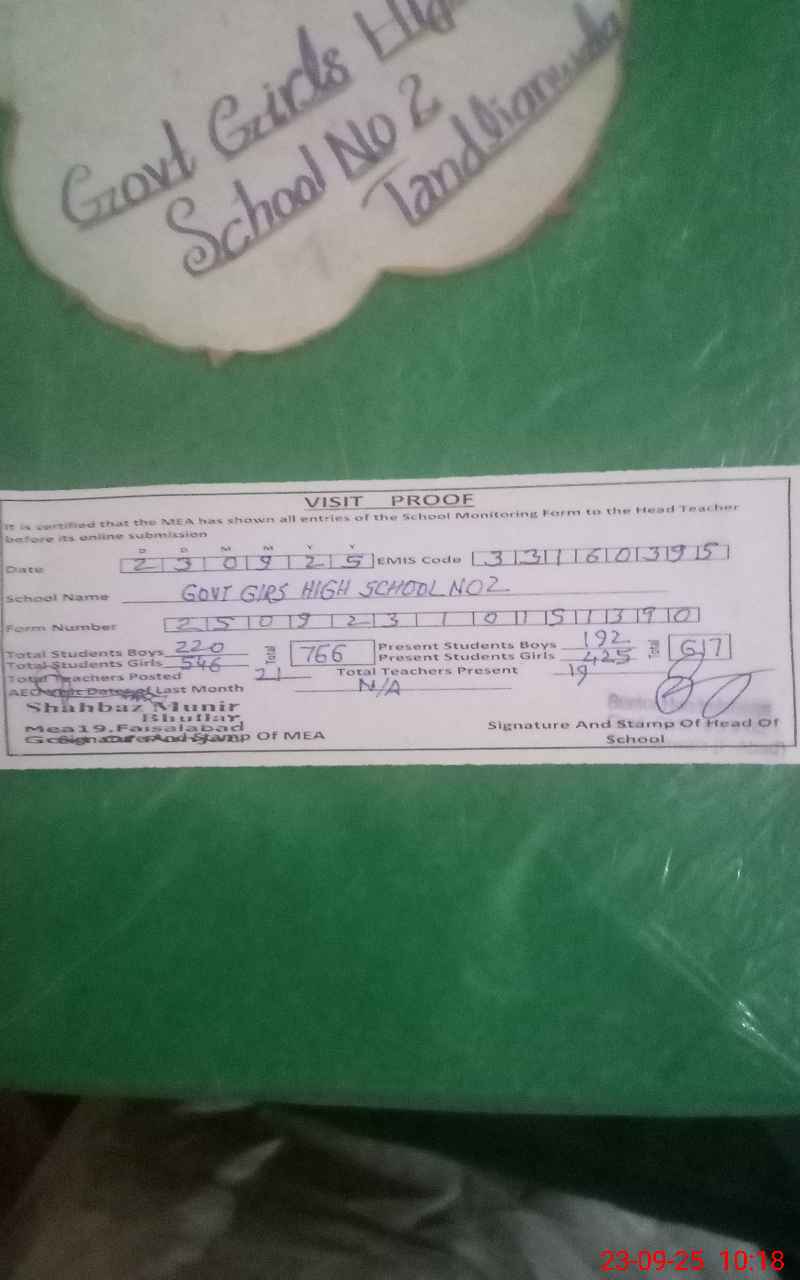 Govt Girls Hig
School No 2
Tandlianwala
VISIT PROOF
It is certified that the MEA has shown all entries of the School Monitoring Form to the Head Teacher
before its online submission
D D M M Y Y
Date 2 3 0 9 2 5 EMIS Code 3 3 1 6 0 3 9 5
School Name GOVT GIRS HIGH SCHOOL NO2
Form Number 2 5 0 9 2 3 1 0 1 5 1 3 9 0
Total Students Boys 220 Total 766 Present Students Boys 192 Total 617
Total Students Girls 546 Present Students Girls 425
Total Teachers Posted 21 Total Teachers Present 19
AEO Visit Date of Last Month N/A
Shahbaz Munir
Bhullar
Mea19.Faisalabad
Signature And Stamp Of MEA
Signature And Stamp Of Head Of
School
23-09-25 10:18